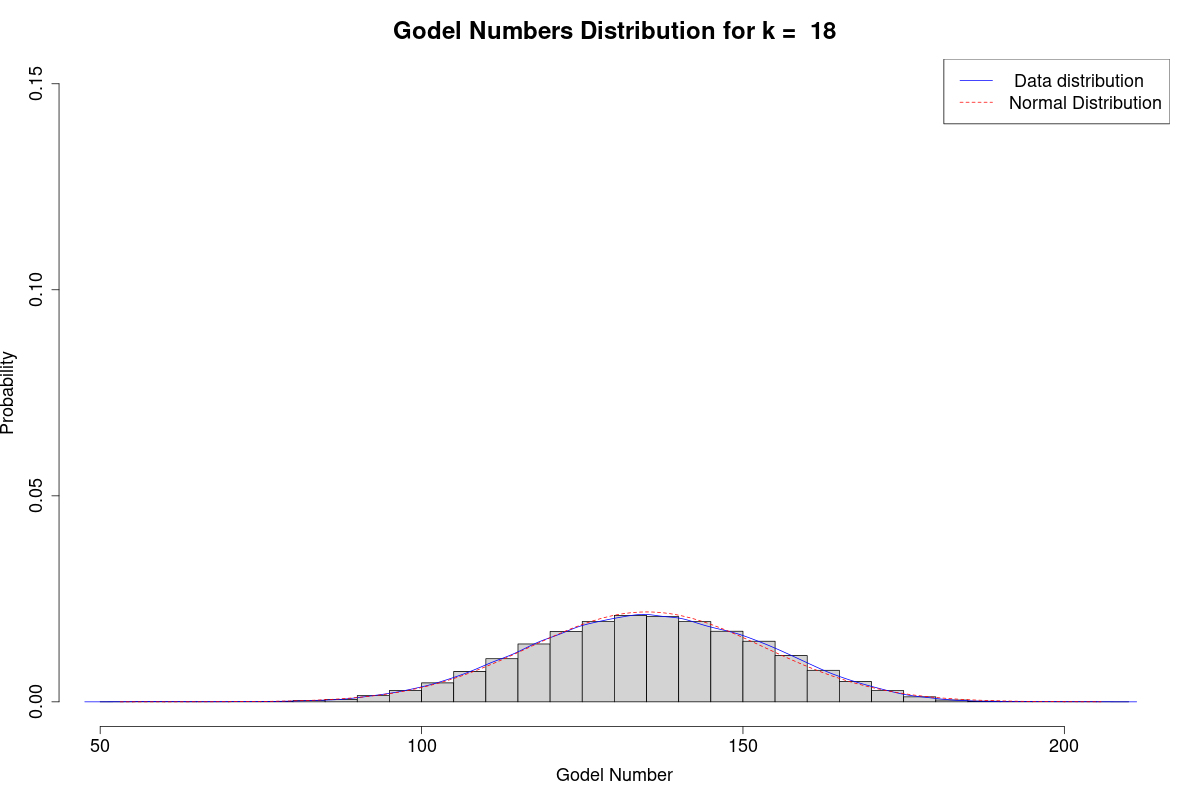 Godel Numbers Distribution for k =  18
Data distribution
Normal Distribution
0.15
0.10
0.05
0.00
Probability
50 100 150 200
Godel Number